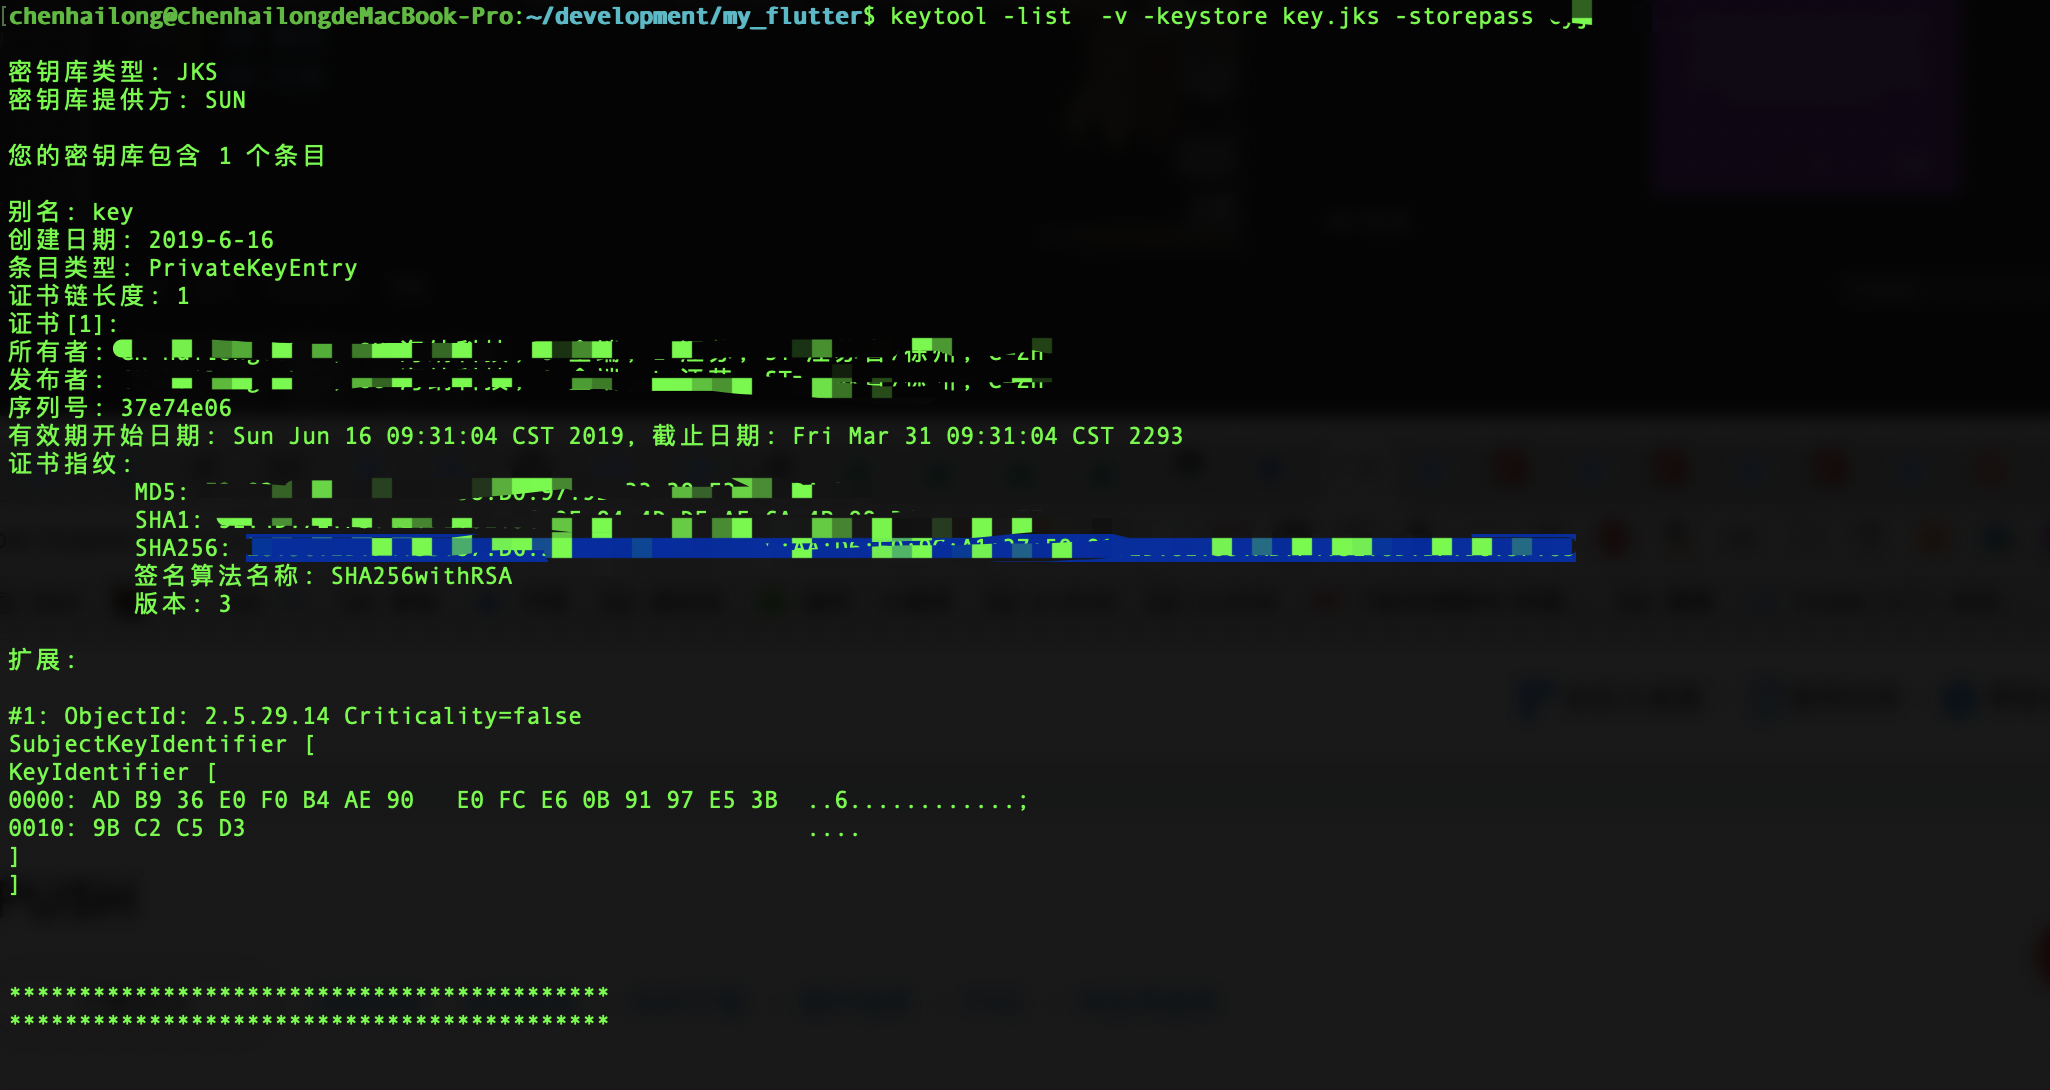 [chenhailong@chenhailongdeMacBook-Pro:~/development/my_flutter$ keytool -list  -v -keystore key.jks -storepass
密钥库类型: JKS
密钥库提供方: SUN
您的密钥库包含 1 个条目
别名: key
创建日期: 2019-6-16
条目类型: PrivateKeyEntry
证书链长度: 1
证书[1]:
所有者:
发布者:
序列号: 37e74e06
有效期开始日期: Sun Jun 16 09:31:04 CST 2019, 截止日期: Fri Mar 31 09:31:04 CST 2293
证书指纹:
MD5:
SHA1:
SHA256:
签名算法名称: SHA256withRSA
版本: 3
扩展:
#1: ObjectId: 2.5.29.14 Criticality=false
SubjectKeyIdentifier [
KeyIdentifier [
0000: AD B9 36 E0 F0 B4 AE 90   E0 FC E6 0B 91 97 E5 3B  ..6............;
0010: 9B C2 C5 D3                                        ....
]
]
*******************************************
*******************************************